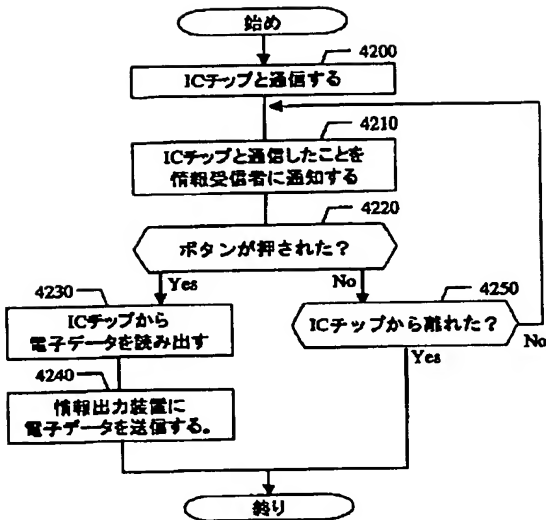 始め
4200
ICチップと通信する
4210
ICチップと通信したことを
情報受信者に通知する
4220
ボタンが押された？
Yes
No
4230
ICチップから
電子データを読み出す
4250
ICチップから離れた？
No
Yes
4240
情報出力装置に
電子データを送信する。
終り